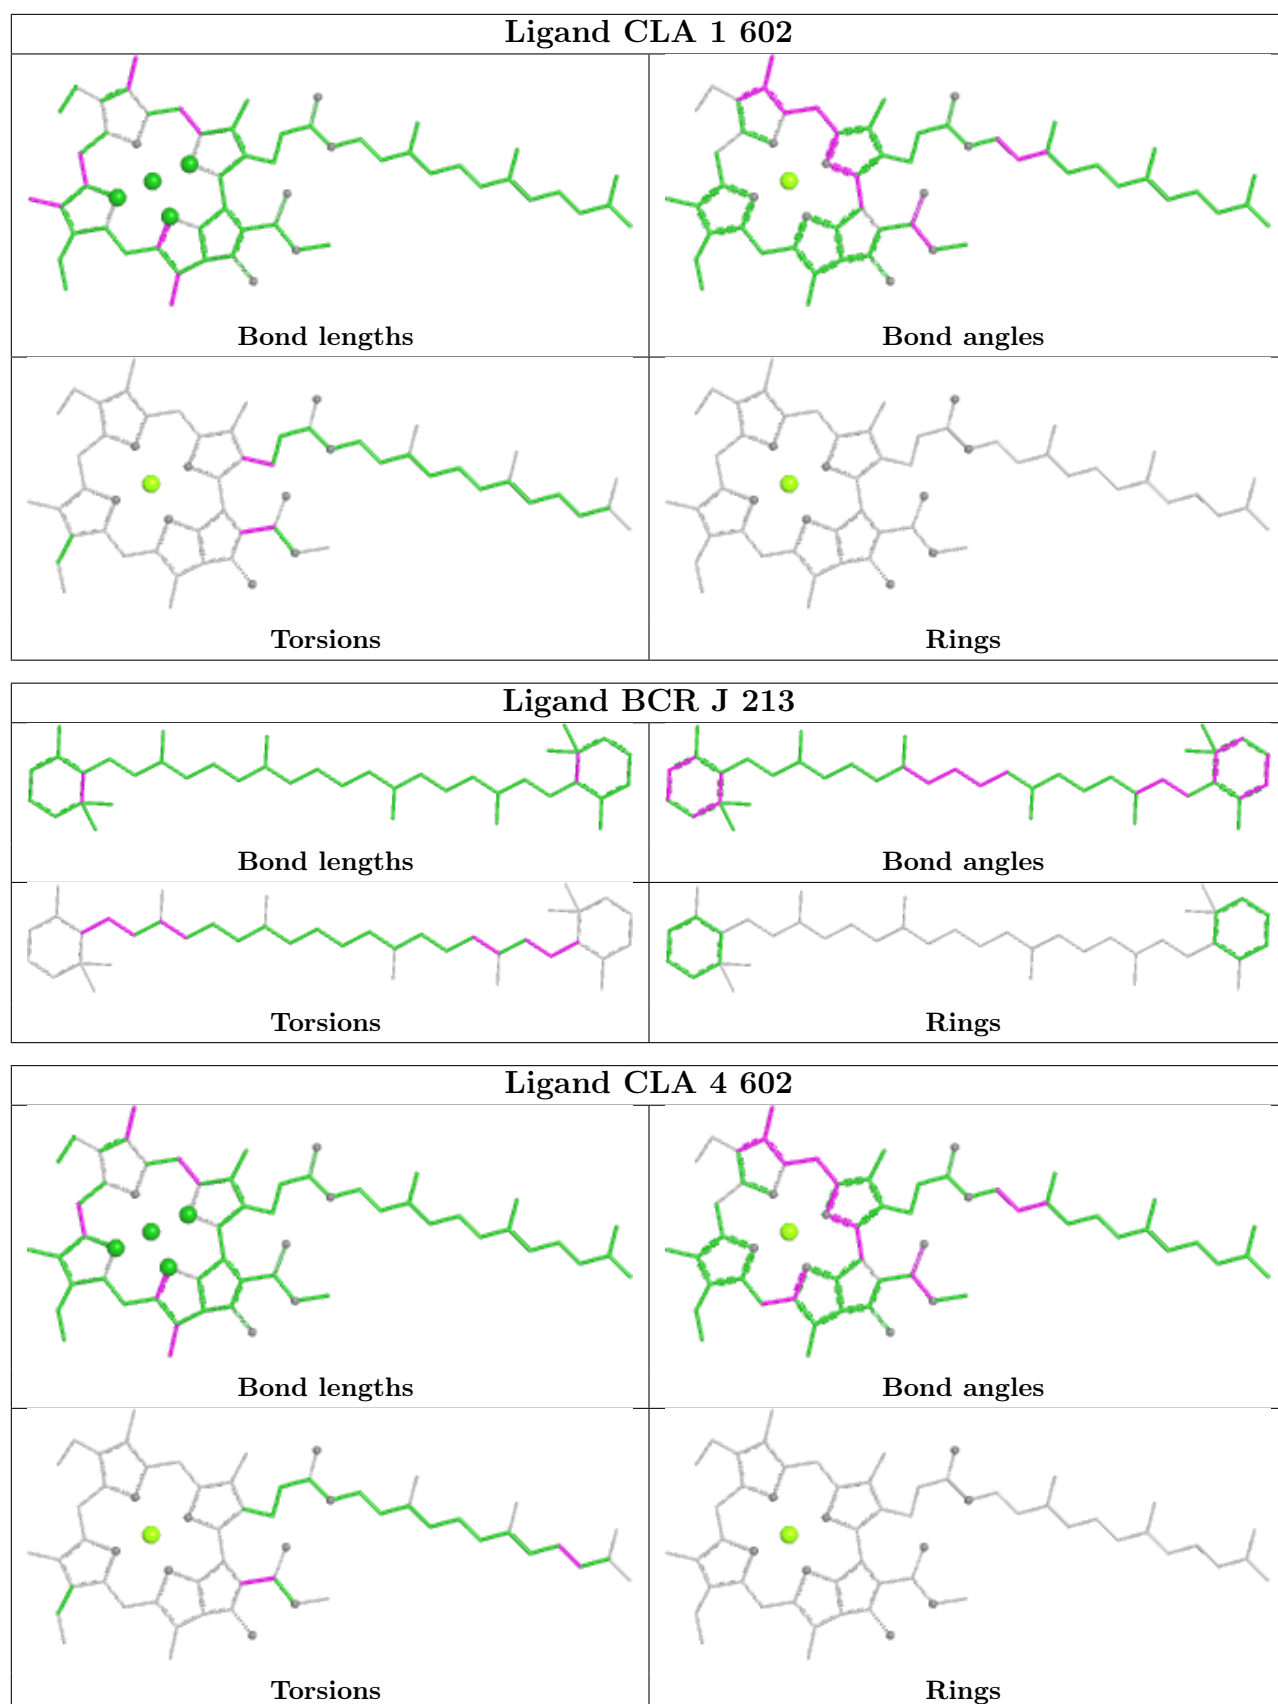 Ligand CLA 1 602
Bond lengths
Bond angles
Torsions
Rings
Ligand BCR J 213
Bond lengths
Bond angles
Torsions
Rings
Ligand CLA 4 602
Bond lengths
Bond angles
Torsions
Rings